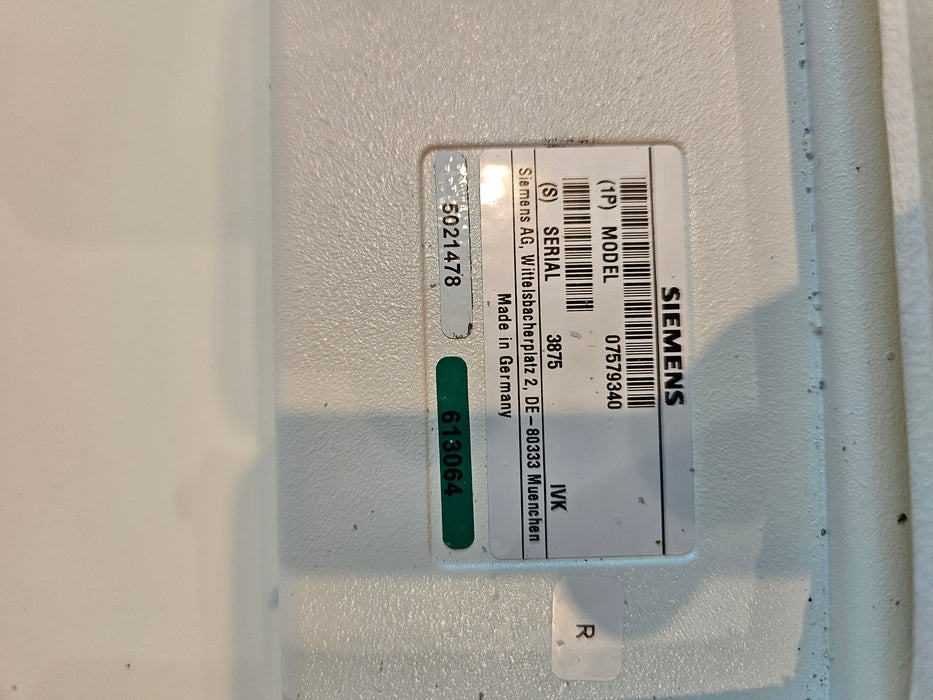 SIEMENS
(1P) MODEL 07579340
(S) SERIAL 3875 IVK
Siemens AG, Wittelsbacherplatz 2, DE-80333 Muenchen
Made in Germany
5021478
613064
R